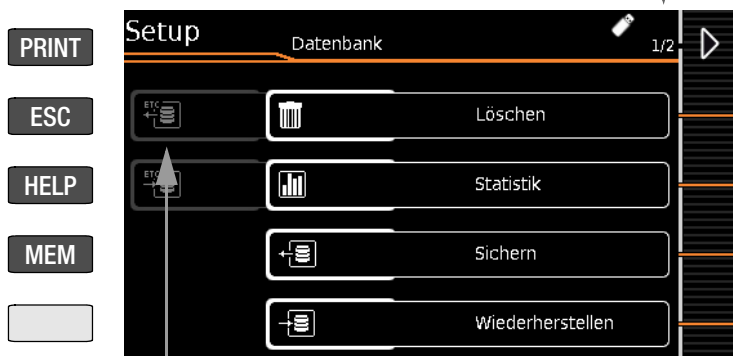 PRINT
ESC
HELP
MEM
Setup
Datenbank
1/2
ETC
Löschen
ETC
Statistik
Sichern
Wiederherstellen